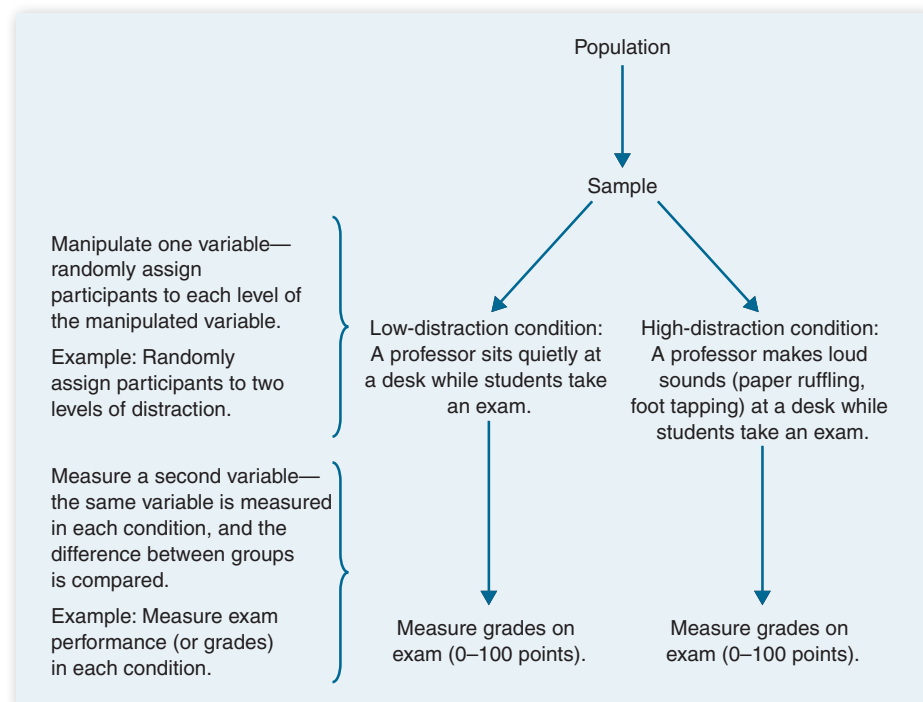 Population
Sample
Manipulate one variable—
randomly assign
participants to each level of
the manipulated variable.
Example: Randomly
assign participants to two
levels of distraction.
Low-distraction condition:
A professor sits quietly at
a desk while students take
an exam.
High-distraction condition:
A professor makes loud
sounds (paper ruffling,
foot tapping) at a desk while
students take an exam.
Measure a second variable—
the same variable is measured
in each condition, and the
difference between groups
is compared.
Example: Measure exam
performance (or grades)
in each condition.
Measure grades on
exam (0–100 points).
Measure grades on
exam (0–100 points).